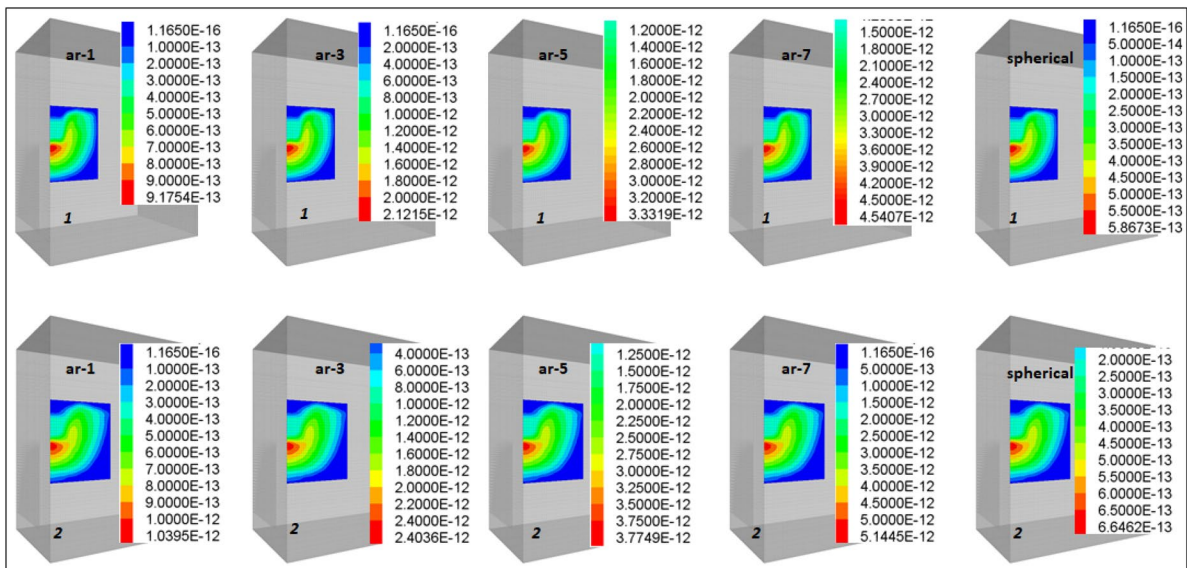 ar-1
1.1650E-16
1.0000E-13
2.0000E-13
3.0000E-13
4.0000E-13
5.0000E-13
6.0000E-13
7.0000E-13
8.0000E-13
9.0000E-13
9.1754E-13
1
ar-3
1.1650E-16
2.0000E-13
4.0000E-13
6.0000E-13
8.0000E-13
1.0000E-12
1.2000E-12
1.4000E-12
1.6000E-12
1.8000E-12
2.0000E-12
2.1215E-12
1
ar-5
1.2000E-12
1.4000E-12
1.6000E-12
1.8000E-12
2.0000E-12
2.2000E-12
2.4000E-12
2.6000E-12
2.8000E-12
3.0000E-12
3.2000E-12
3.3319E-12
1
ar-7
1.5000E-12
1.8000E-12
2.1000E-12
2.4000E-12
2.7000E-12
3.0000E-12
3.3000E-12
3.6000E-12
3.9000E-12
4.2000E-12
4.5000E-12
4.5407E-12
1
spherical
1.1650E-16
5.0000E-14
1.0000E-13
1.5000E-13
2.0000E-13
2.5000E-13
3.0000E-13
3.5000E-13
4.0000E-13
4.5000E-13
5.0000E-13
5.5000E-13
5.8673E-13
1
ar-1
1.1650E-16
1.0000E-13
2.0000E-13
3.0000E-13
4.0000E-13
5.0000E-13
6.0000E-13
7.0000E-13
8.0000E-13
9.0000E-13
1.0000E-12
1.0395E-12
2
ar-3
4.0000E-13
6.0000E-13
8.0000E-13
1.0000E-12
1.2000E-12
1.4000E-12
1.6000E-12
1.8000E-12
2.0000E-12
2.2000E-12
2.4000E-12
2.4036E-12
2
ar-5
1.2500E-12
1.5000E-12
1.7500E-12
2.0000E-12
2.2500E-12
2.5000E-12
2.7500E-12
3.0000E-12
3.2500E-12
3.5000E-12
3.7500E-12
3.7749E-12
2
ar-7
1.1650E-16
5.0000E-13
1.0000E-12
1.5000E-12
2.0000E-12
2.5000E-12
3.0000E-12
3.5000E-12
4.0000E-12
4.5000E-12
5.0000E-12
5.1445E-12
2
spherical
2.0000E-13
2.5000E-13
3.0000E-13
3.5000E-13
4.0000E-13
4.5000E-13
5.0000E-13
5.5000E-13
6.0000E-13
6.5000E-13
6.6462E-13
2